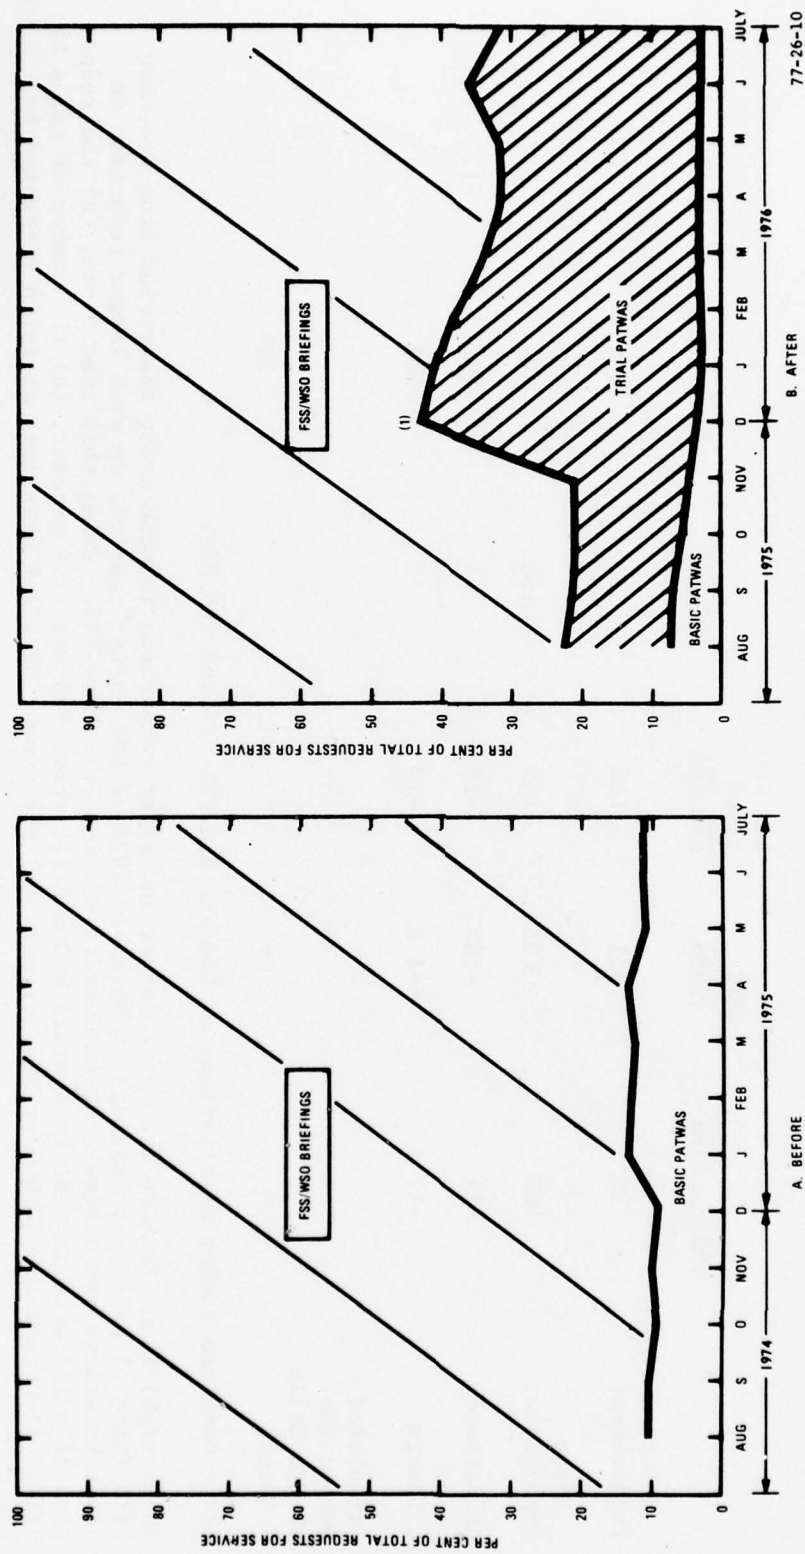 PER CENT OF TOTAL REQUESTS FOR SERVICE
100
90
80
70
60
50
40
30
20
10
0
FSS/WSO BRIEFINGS
BASIC PATWAS
AUG S O NOV D J FEB M A M J JULY
1974 1975
A. BEFORE
PER CENT OF TOTAL REQUESTS FOR SERVICE
100
90
80
70
60
50
40
30
20
10
0
FSS/WSO BRIEFINGS
(1)
TRIAL PATWAS
BASIC PATWAS
AUG S O NOV D J FEB M A M J JULY
1975 1976
B. AFTER
77-26-10